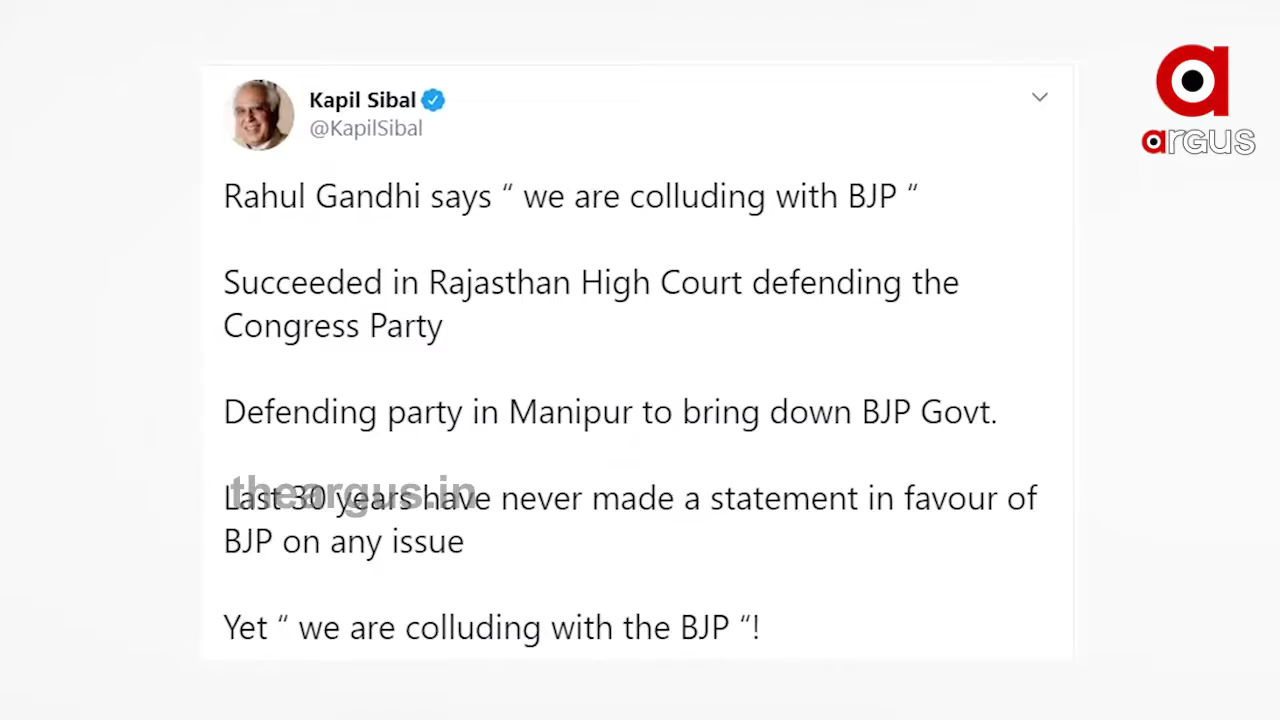 Kapil Sibal
@KapilSibal
argus
Rahul Gandhi says “ we are colluding with BJP “
Succeeded in Rajasthan High Court defending the
Congress Party
Defending party in Manipur to bring down BJP Govt.
theargus.in
Last 30 years have never made a statement in favour of
BJP on any issue
Yet “ we are colluding with the BJP “!